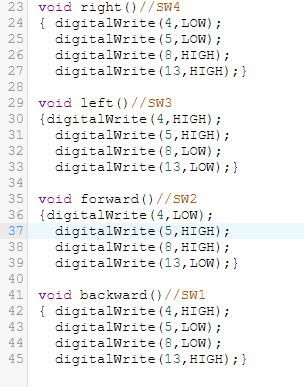 23 void right()//SW4
24 { digitalWrite(4,LOW);
25 digitalWrite(5,LOW);
26 digitalWrite(8,HIGH);
27 digitalWrite(13,HIGH);}
28
29 void left()//SW3
30 {digitalWrite(4,HIGH);
31 digitalWrite(5,HIGH);
32 digitalWrite(8,LOW);
33 digitalWrite(13,LOW);}
34
35 void forward()//SW2
36 {digitalWrite(4,LOW);
37 digitalWrite(5,HIGH);
38 digitalWrite(8,HIGH);
39 digitalWrite(13,LOW);}
40
41 void backward()//SW1
42 { digitalWrite(4,HIGH);
43 digitalWrite(5,LOW);
44 digitalWrite(8,LOW);
45 digitalWrite(13,HIGH);}